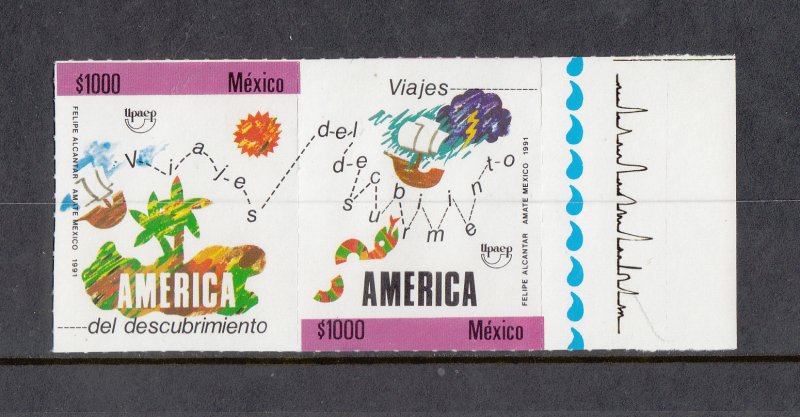 $1000 México
Upaep
V-i-a-j-e-s
FELIPE ALCANTAR AMATE MEXICO 1991
AMERICA
-----del descubrimiento
Viajes-----
d-e-l
d-e-s-c-u-b-r-i-m-i-e-n-t-o
Upaep
FELIPE ALCANTAR AMATE MEXICO 1991
AMERICA
$1000 México